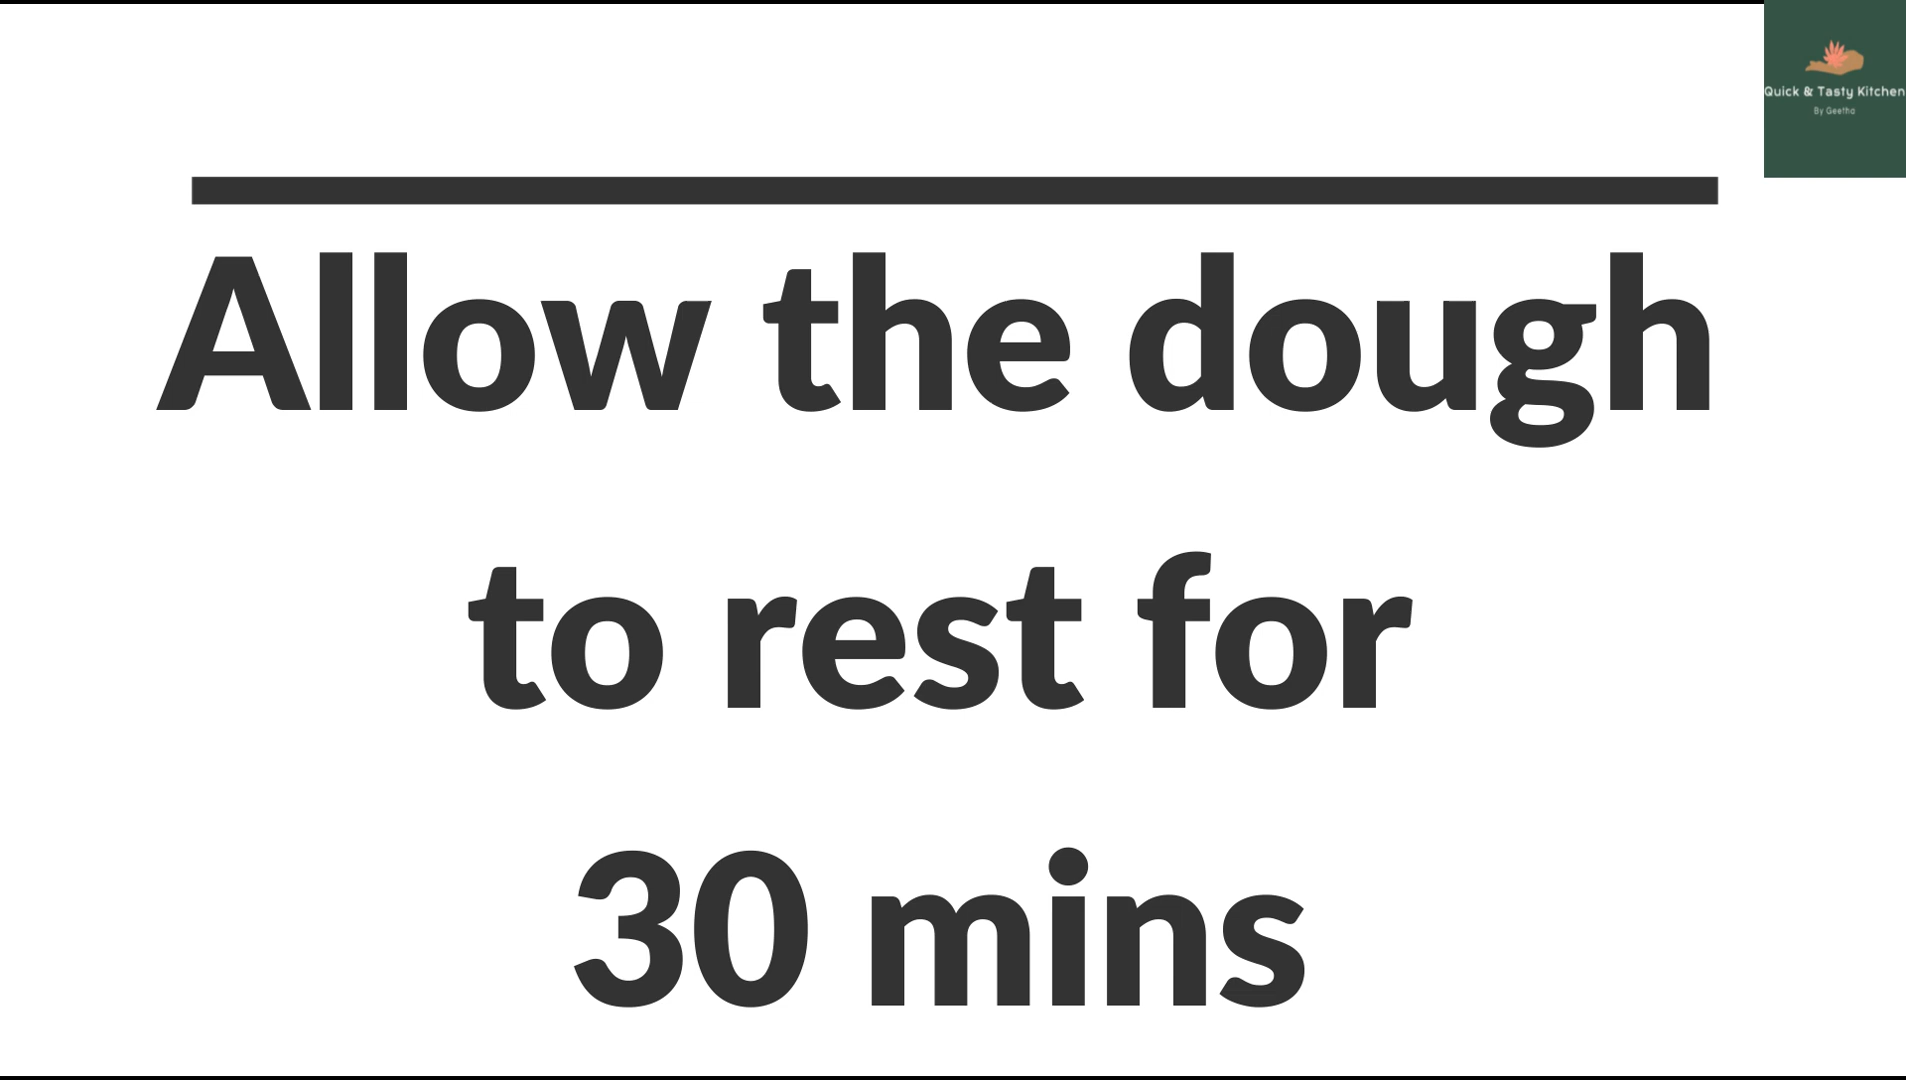 Quick & Tasty Kitchen
By Geetha
Allow the dough
to rest for
30 mins